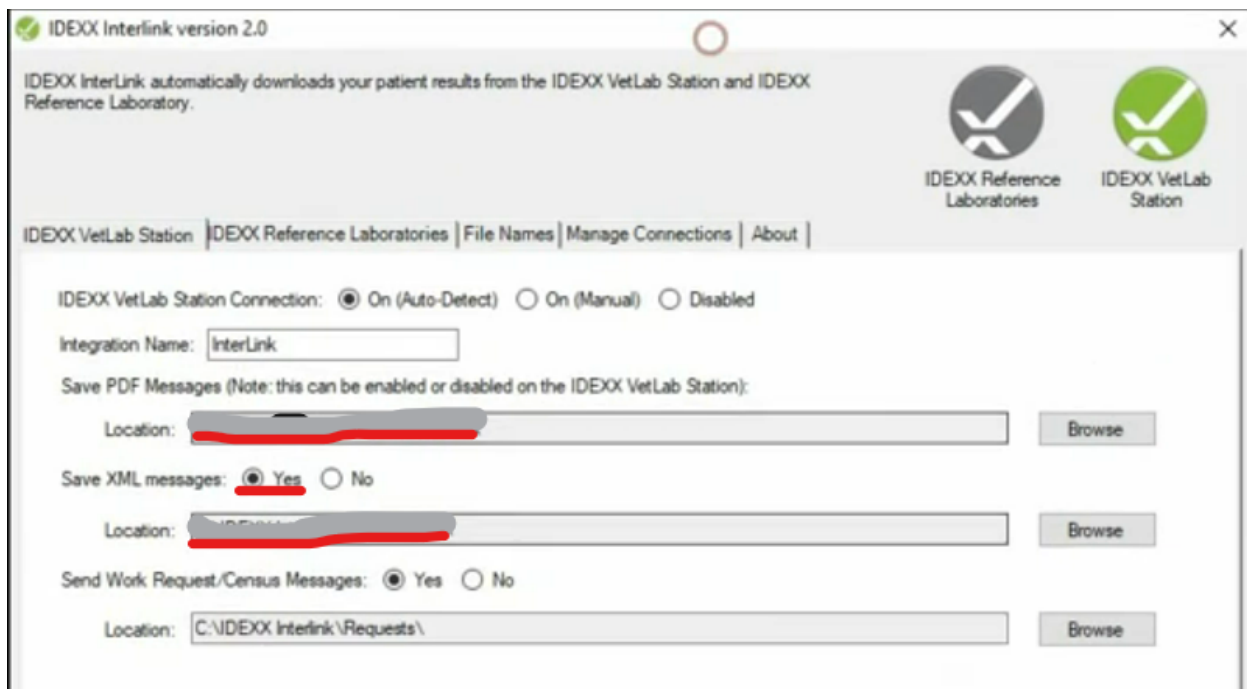 IDEXX Interlink version 2.0
IDEXX InterLink automatically downloads your patient results from the IDEXX VetLab Station and IDEXX
Reference Laboratory.
IDEXX Reference
Laboratories
IDEXX VetLab
Station
IDEXX VetLab Station
IDEXX Reference Laboratories
File Names
Manage Connections
About
IDEXX VetLab Station Connection: On (Auto-Detect) On (Manual) Disabled
Integration Name: InterLink
Save PDF Messages (Note: this can be enabled or disabled on the IDEXX VetLab Station):
Location: Browse
Save XML messages: Yes No
Location: Browse
Send Work Request/Census Messages: Yes No
Location: C:\IDEXX Interlink\Requests\ Browse